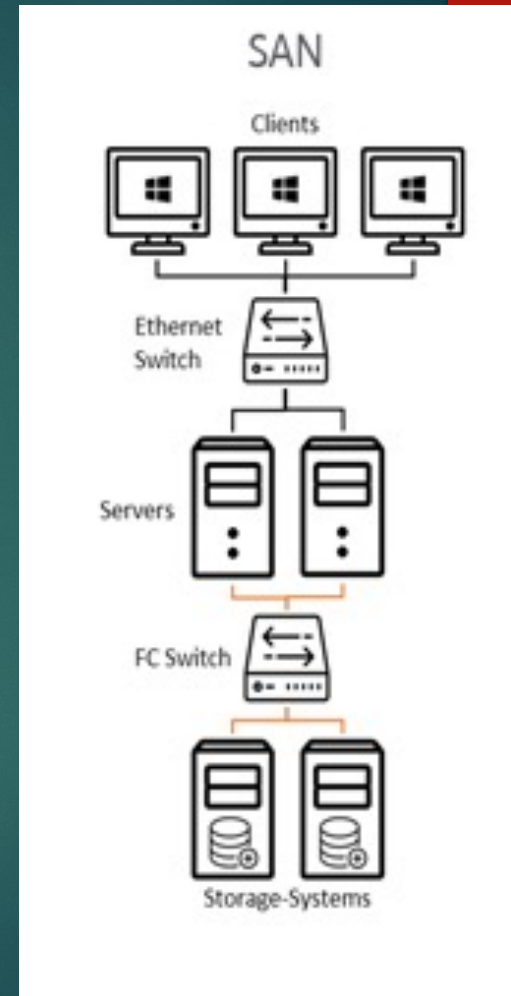 SAN
Clients
Ethernet
Switch
Servers
FC Switch
Storage-Systems